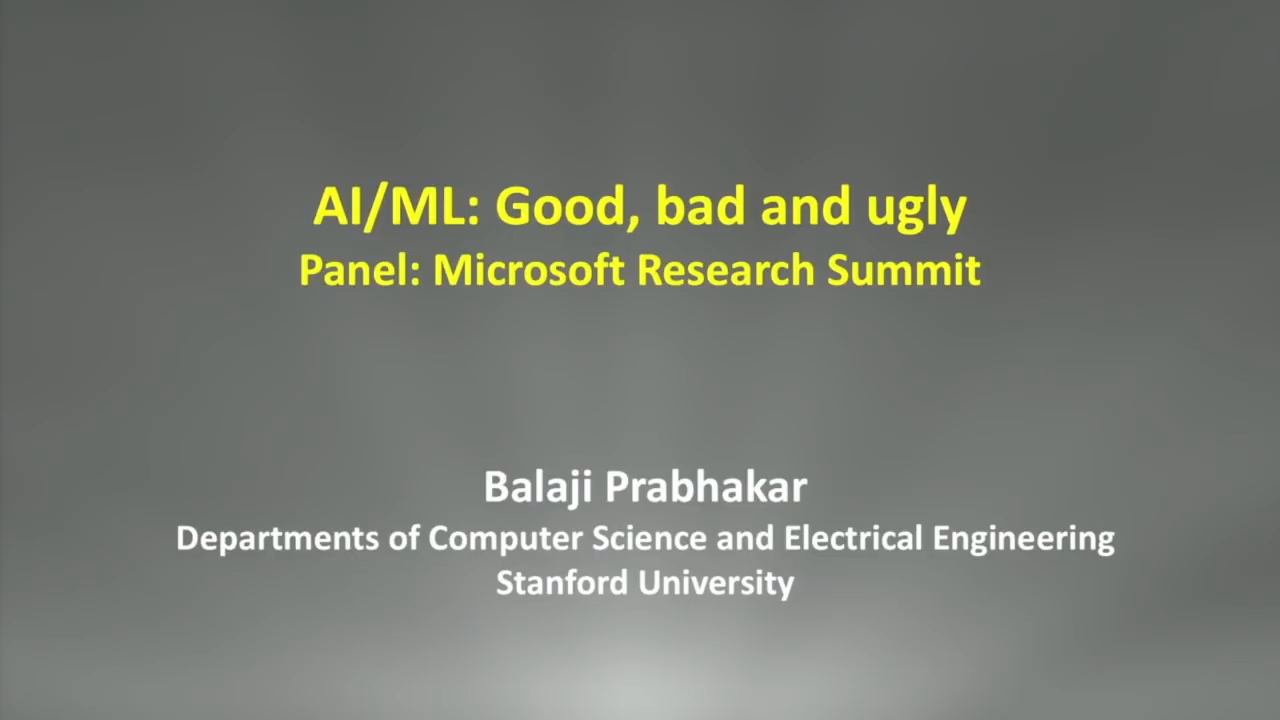 AI/ML: Good, bad and ugly
Panel: Microsoft Research Summit
Balaji Prabhakar
Departments of Computer Science and Electrical Engineering
Stanford University